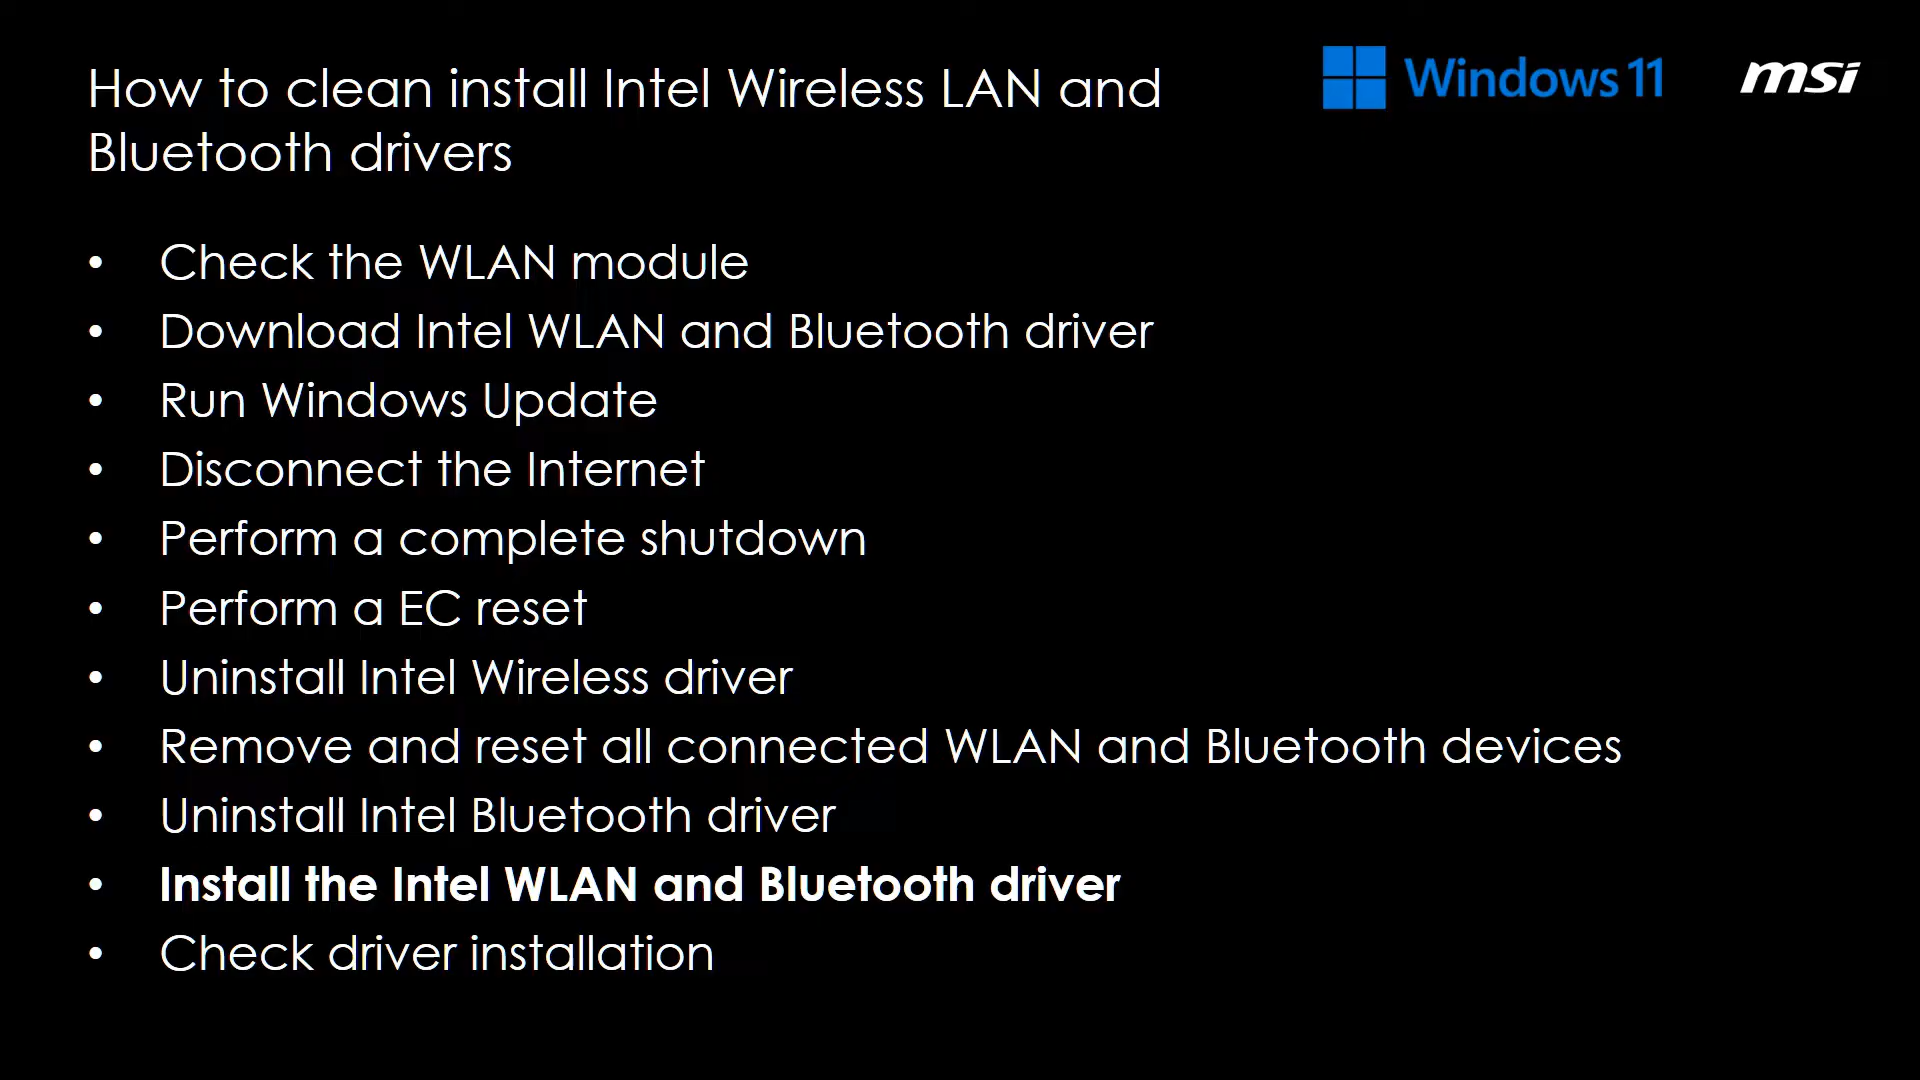 How to clean install Intel Wireless LAN and
Bluetooth drivers
Windows 11
msi
• Check the WLAN module
• Download Intel WLAN and Bluetooth driver
• Run Windows Update
• Disconnect the Internet
• Perform a complete shutdown
• Perform a EC reset
• Uninstall Intel Wireless driver
• Remove and reset all connected WLAN and Bluetooth devices
• Uninstall Intel Bluetooth driver
• Install the Intel WLAN and Bluetooth driver
• Check driver installation